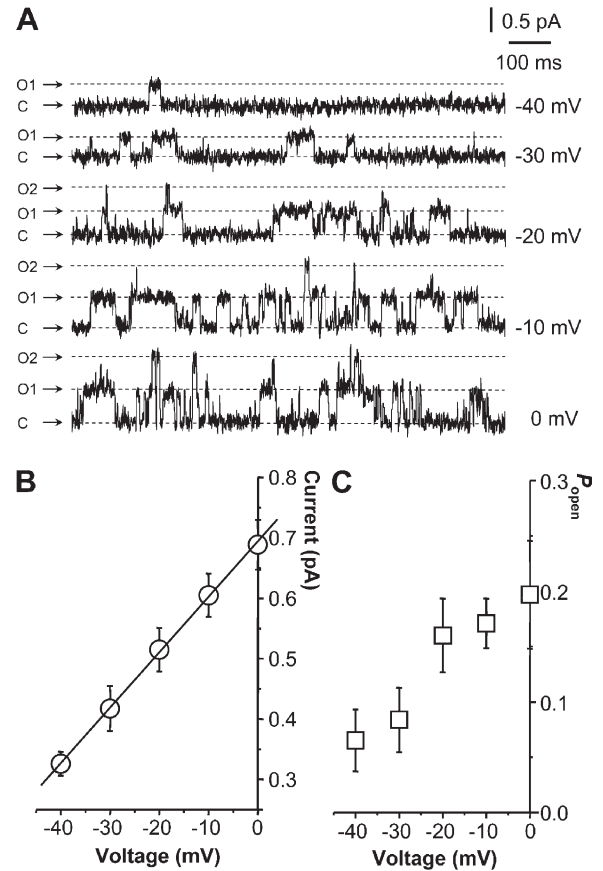 A
0.5 pA
100 ms
O1
C
-40 mV
O1
C
-30 mV
O2
O1
C
-20 mV
O2
O1
C
-10 mV
O2
O1
C
0 mV
B
0.8
0.7
0.6
0.5
0.4
0.3
Current (pA)
-40 -30 -20 -10 0
Voltage (mV)
C
0.3
0.2
0.1
0.0
Popen
-40 -30 -20 -10 0
Voltage (mV)